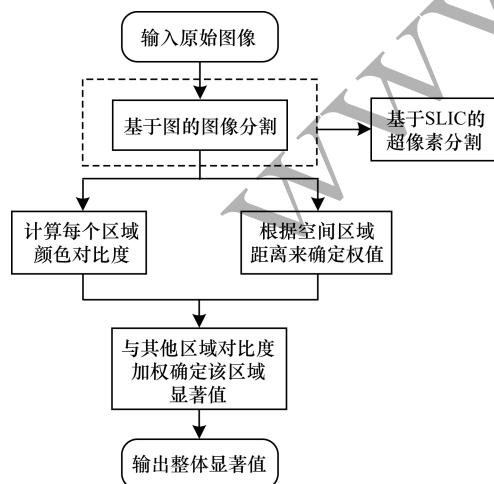 输入原始图像
基于图的图像分割
基于SLIC的
超像素分割
计算每个区域
颜色对比度
根据空间区域
距离来确定权值
与其他区域对比度
加权确定该区域
显著值
输出整体显著值
WWW